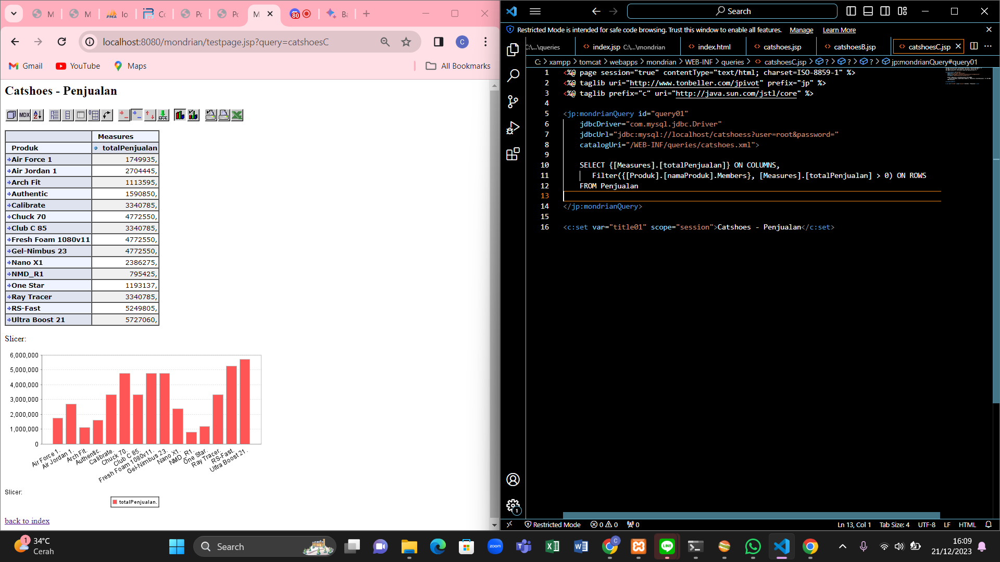 M
M
PMA Io
Co
Po
Po
M
80
Ba
localhost:8080/mondrian/testpage.jsp?query=catshoesC
C
Gmail
YouTube
Maps
All Bookmarks
Catshoes - Penjualan
MDX
Measures
Produk
totalPenjualan
Air Force 1 1749935,
Air Jordan 1 2704445,
Arch Fit 1113595,
Authentic 1590850,
Calibrate 3340785,
Chuck 70 4772550,
Club C 85 3340785,
Fresh Foam 1080v11 4772550,
Gel-Nimbus 23 4772550,
Nano X1 2386275,
NMD_R1 795425,
One Star 1193137,
Ray Tracer 3340785,
RS-Fast 5249805,
Ultra Boost 21 5727060,
Slicer:
6,000,000
5,000,000
4,000,000
3,000,000
2,000,000
1,000,000
0
Air Force 1.
Air Jordan 1.
Arch Fit.
Authentic.
Calibrate.
Chuck 70.
Club C 85.
Fresh Foam 1080v11.
Gel-Nimbus 23.
Nano X1.
NMD_R1.
One Star.
Ray Tracer.
RS-Fast.
Ultra Boost 21.
Slicer:
totalPenjualan.
back to index
Search
Restricted Mode is intended for safe code browsing. Trust this window to enable all features. Manage Learn More
C:\...\queries
index.jsp C:\...\mondrian
index.html
catshoes.jsp
catshoesB.jsp
catshoesC.jsp
C: > xampp > tomcat > webapps > mondrian > WEB-INF > queries > catshoesC.jsp > ? > ? > ? > jp:mondrianQuery#query01
1 <%@ page session="true" contentType="text/html; charset=ISO-8859-1" %>
2 <%@ taglib uri="http://www.tonbeller.com/jpivot" prefix="jp" %>
3 <%@ taglib prefix="c" uri="http://java.sun.com/jstl/core" %>
4
5 <jp:mondrianQuery id="query01"
6 jdbcDriver="com.mysql.jdbc.Driver"
7 jdbcUrl="jdbc:mysql://localhost/catshoess?user=root&password="
8 catalogUri="/WEB-INF/queries/catshoes.xml">
9
10 SELECT {[Measures].[totalPenjualan]} ON COLUMNS,
11 Filter({[Produk].[namaProduk].Members}, [Measures].[totalPenjualan] > 0) ON ROWS
12 FROM Penjualan
13
14 </jp:mondrianQuery>
15
16 <c:set var="title01" scope="session">Catshoes - Penjualan</c:set>
1
Restricted Mode 0 0 0
Ln 13, Col 1 Tab Size: 4 UTF-8 LF HTML
1
34°C
Cerah
Search
zoom
C
LINE
16:09
21/12/2023